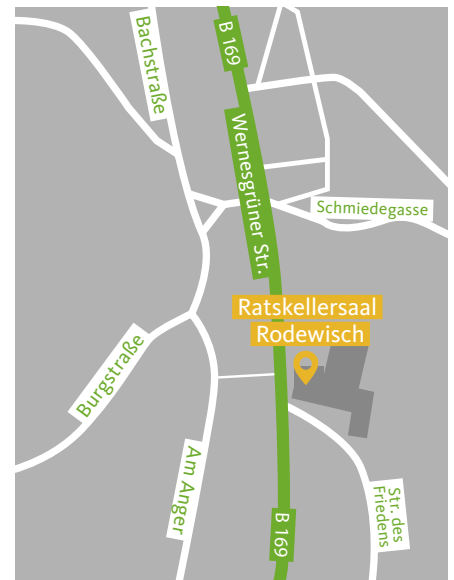 B 169
Bachstraße
Wernesgrüner Str.
Schmiedegasse
Ratskellersaal
Rodewisch
Burgstraße
Am Anger
Str. des
Friedens
B 169